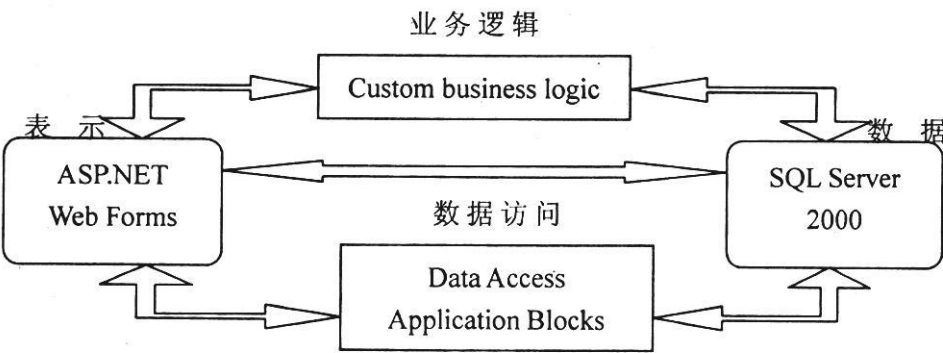 业务逻辑
Custom business logic
表 示
数 据
ASP.NET
Web Forms
SQL Server
2000
数据访问
Data Access
Application Blocks